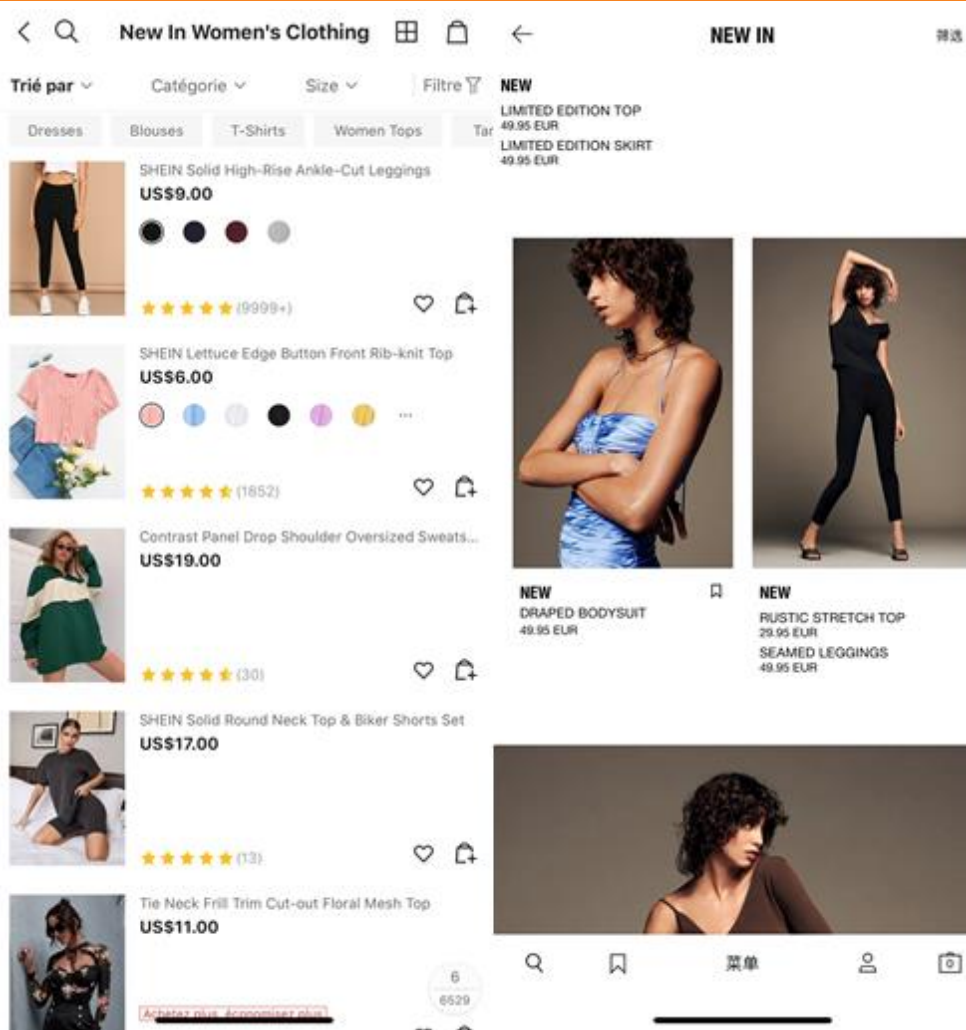 New In Women's Clothing
Trié par
Catégorie
Size
Filtre
Dresses
Blouses
T-Shirts
Women Tops
Tan
SHEIN Solid High-Rise Ankle-Cut Leggings
US$9.00
(9999+)
SHEIN Lettuce Edge Button Front Rib-knit Top
US$6.00
...
(1652)
Contrast Panel Drop Shoulder Oversized Sweats...
US$19.00
(30)
SHEIN Solid Round Neck Top & Biker Shorts Set
US$17.00
(13)
Tie Neck Frill Trim Cut-out Floral Mesh Top
US$11.00
6
6529
Achetez plus, économisez plus
NEW IN
筛选
NEW
LIMITED EDITION TOP
49.95 EUR
LIMITED EDITION SKIRT
49.95 EUR
NEW
DRAPED BODYSUIT
49.95 EUR
NEW
RUSTIC STRETCH TOP
29.95 EUR
SEAMED LEGGINGS
49.95 EUR
菜单
0